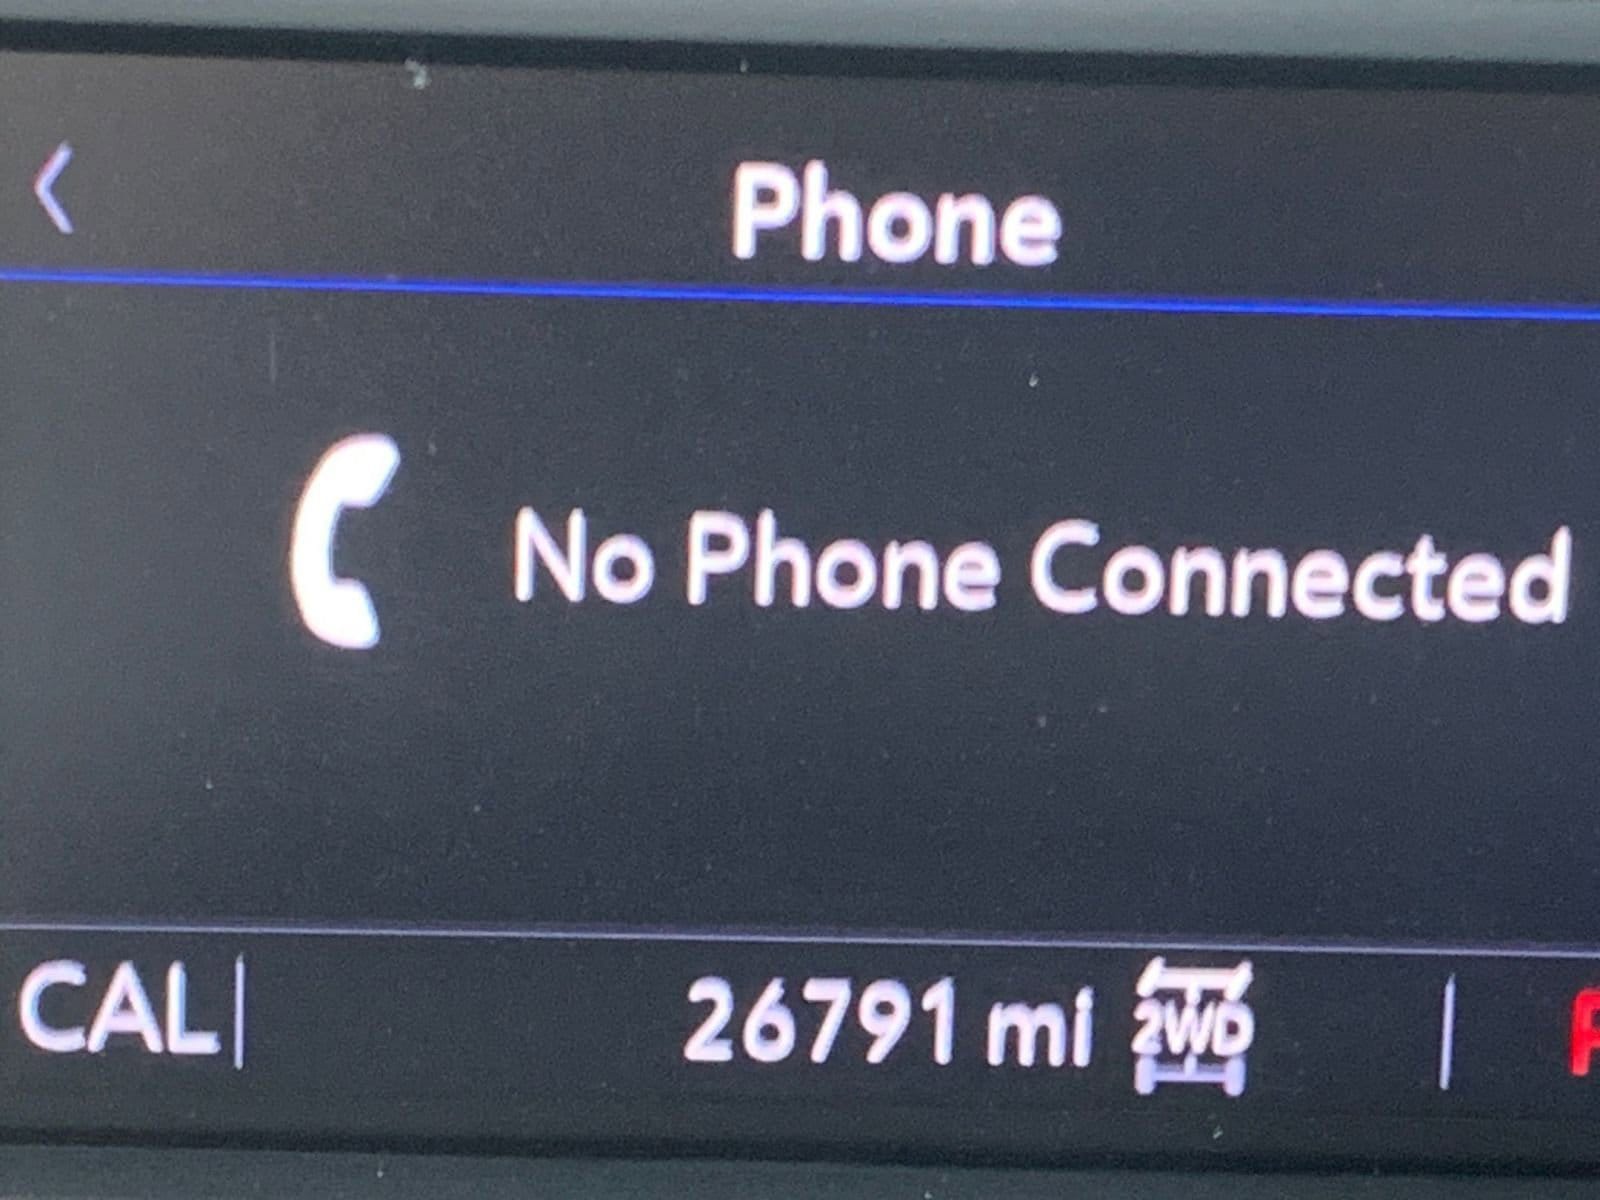 Phone
No Phone Connected
CAL 26791 mi 2WD P